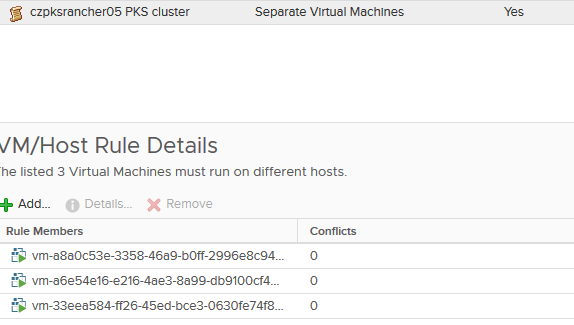 czpksrancher05 PKS cluster Separate Virtual Machines Yes
VM/Host Rule Details
The listed 3 Virtual Machines must run on different hosts.
Add... Details... Remove
Rule Members Conflicts
vm-a8a0c53e-3358-46a9-b0ff-2996e8c94... 0
vm-a6e54e16-e216-4ae3-8a99-db9100cf4... 0
vm-33eea584-ff26-45ed-bce3-0630fe74f8... 0